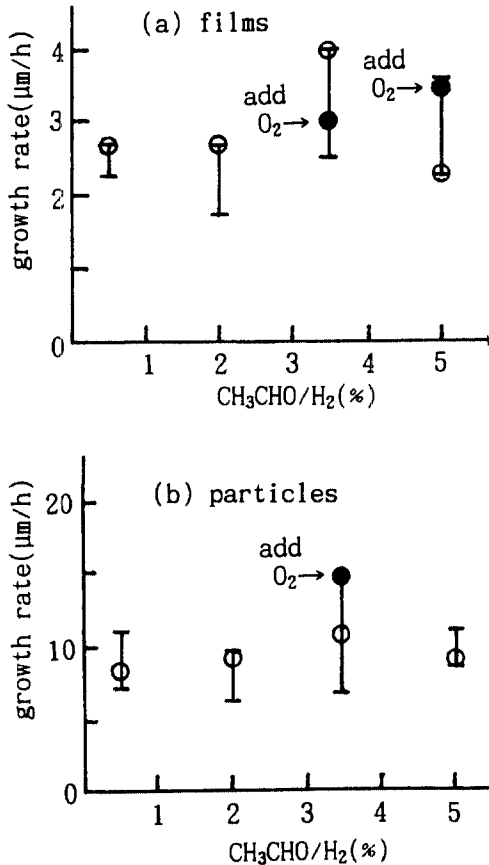 (a) films
growth rate(μm/h)
4
3
2
0
add
O₂→
add
O₂→
1 2 3 4 5
CH₃CHO/H₂(%)
(b) particles
growth rate(μm/h)
20
10
0
add
O₂→
1 2 3 4 5
CH₃CHO/H₂(%)